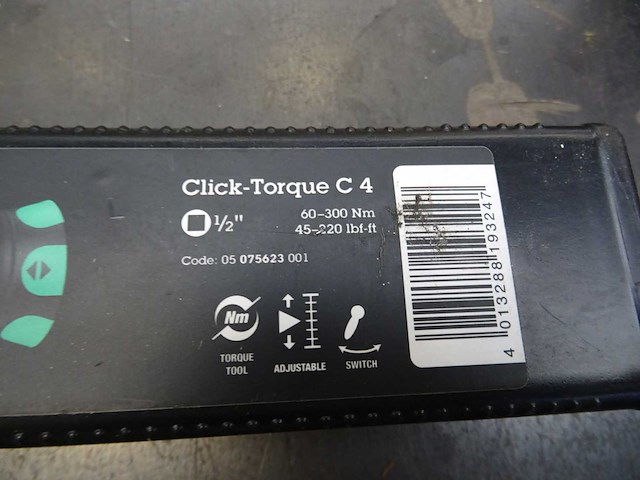 Click-Torque C 4
1/2"
60-300 Nm
45-220 lbf-ft
Code: 05 075623 001
Nm
TORQUE TOOL
ADJUSTABLE
SWITCH
4 013288 193247